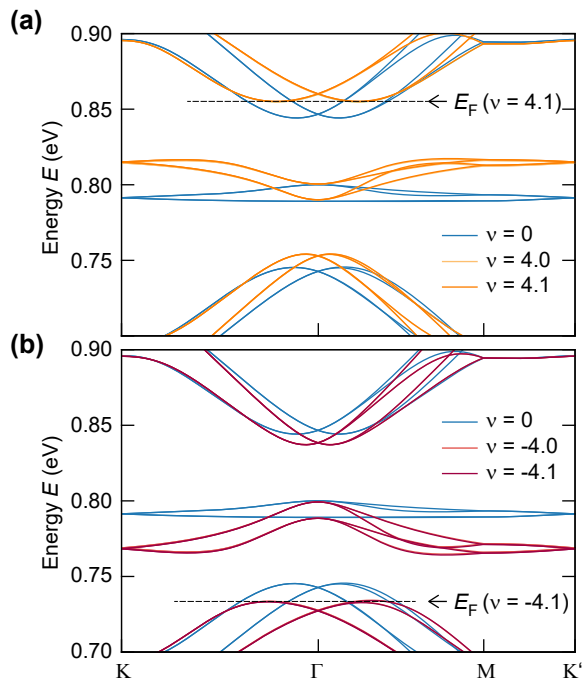 (a)
0.90
0.85
0.80
0.75
Energy E (eV)
E_F (ν = 4.1)
ν = 0
ν = 4.0
ν = 4.1
(b)
0.90
0.85
0.80
0.75
0.70
Energy E (eV)
ν = 0
ν = -4.0
ν = -4.1
E_F (ν = -4.1)
K
Γ
M
K‘